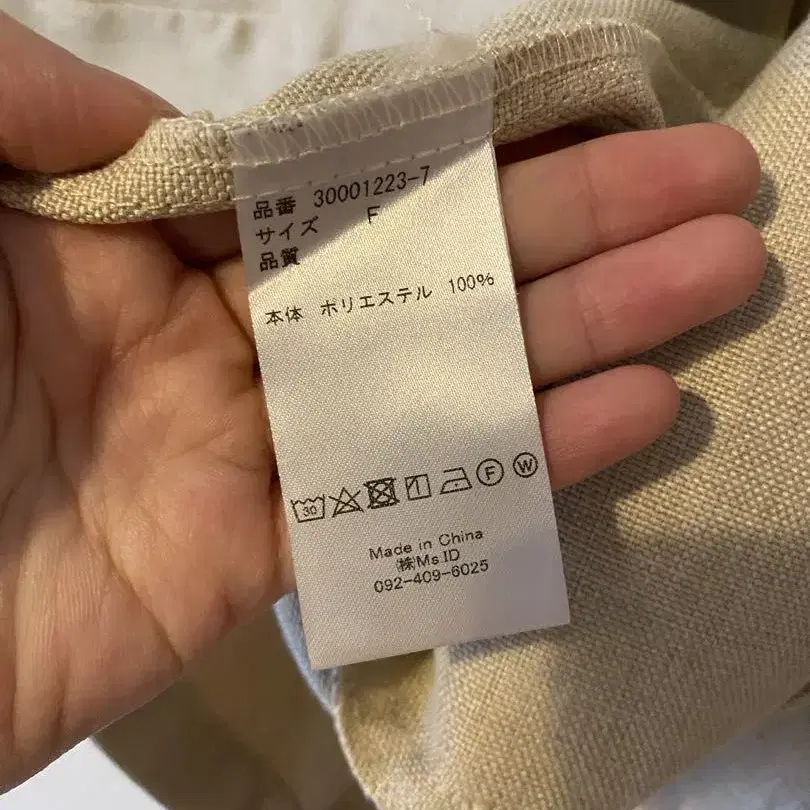 品番 30001223-7
サイズ F
品質
本体 ポリエステル 100%
30 F W
Made in China
㈱Ms.ID
092-409-6025